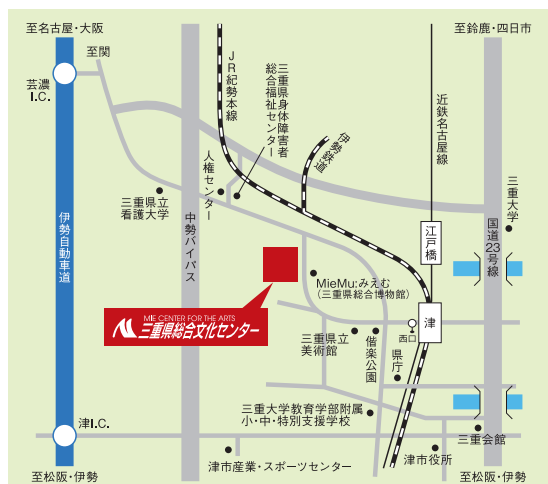 至名古屋・大阪
至鈴鹿・四日市
至関
芸濃
I.C.
JR紀勢本線
三重県身体障害者
総合福祉センター
伊勢鉄道
近鉄名古屋線
人権センター
三重県立
看護大学
三重大学
伊勢自動車道
中勢バイパス
江戸橋
国道23号線
MieMu:みえむ
(三重県総合博物館)
MIE CENTER FOR THE ARTS
三重県総合文化センター
津
西口
三重県立
美術館
偕楽公園
県庁
三重大学教育学部附属
小・中・特別支援学校
津I.C.
三重会館
津市産業・スポーツセンター
津市役所
至松阪・伊勢
至松阪・伊勢